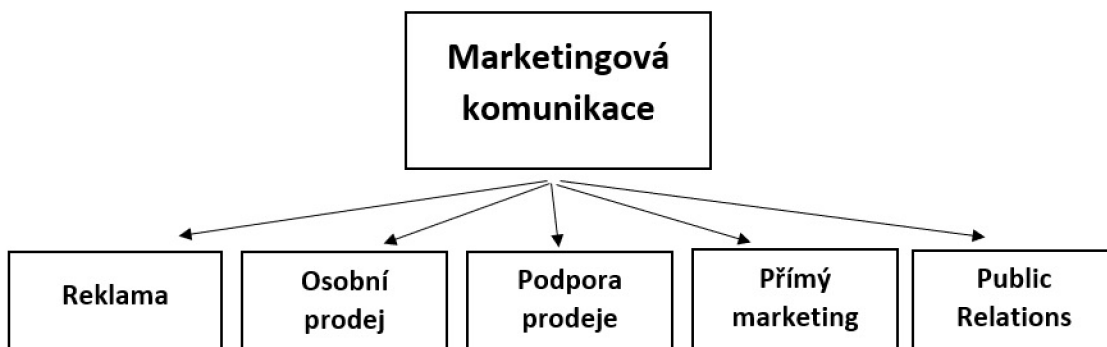 Marketingová
komunikace
Reklama
Osobní
prodej
Podpora
prodeje
Přímý
marketing
Public
Relations